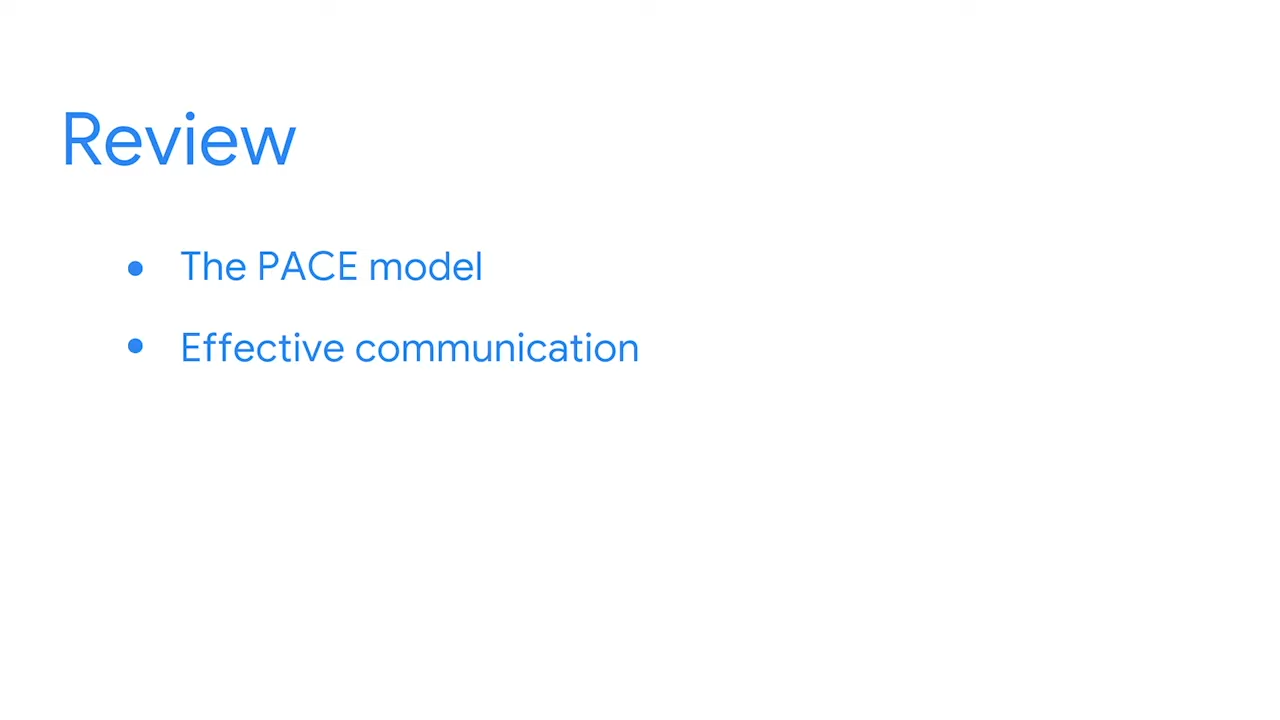 Review
• The PACE model
• Effective communication